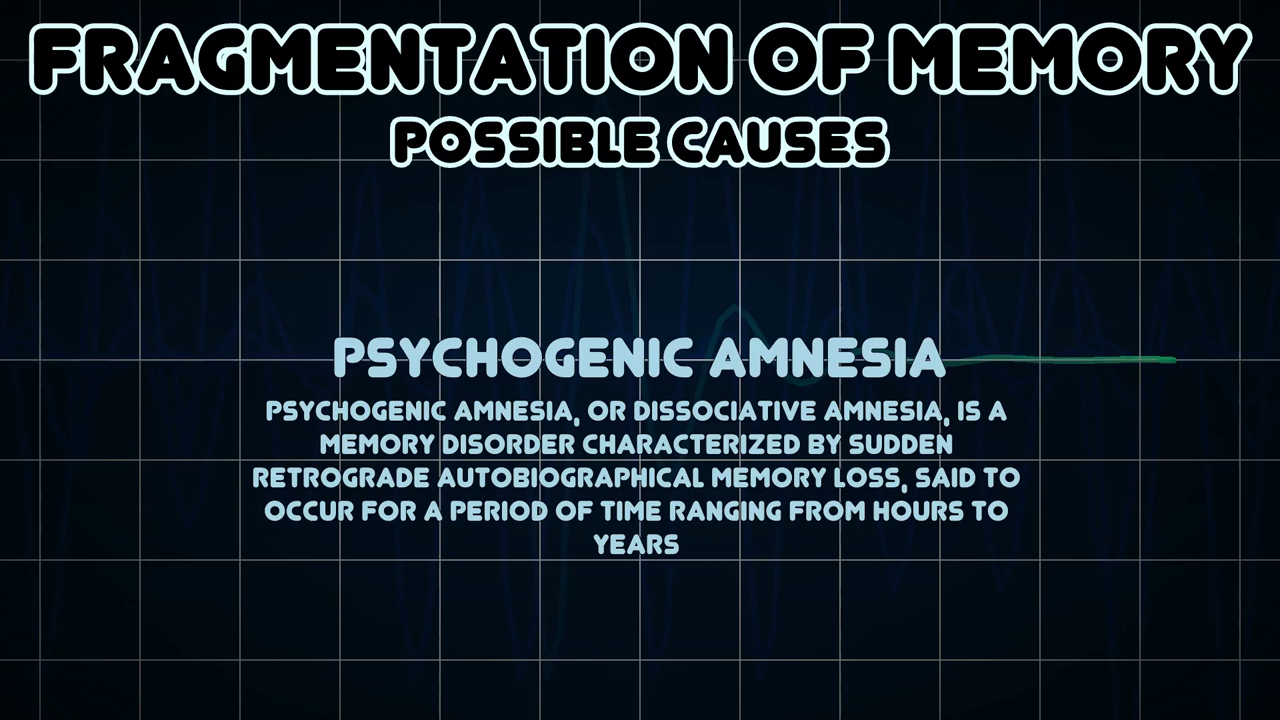 FRAGMENTATION OF MEMORY
POSSIBLE CAUSES
PSYCHOGENIC AMNESIA
PSYCHOGENIC AMNESIA, OR DISSOCIATIVE AMNESIA, IS A
MEMORY DISORDER CHARACTERIZED BY SUDDEN
RETROGRADE AUTOBIOGRAPHICAL MEMORY LOSS, SAID TO
OCCUR FOR A PERIOD OF TIME RANGING FROM HOURS TO
YEARS